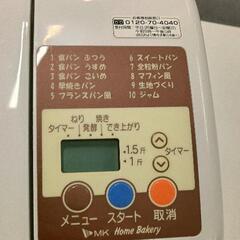 0120-70-4040
1 食パン ふつう
2 食パン うすめ
3 食パン こいめ
4 早焼きパン
5 フランスパン風
6 スイートパン
7 全粒粉パン
8 マフィン風
9 生地づくり
10 ジャム
ねり 焼き
タイマー 発酵 でき上がり
1.5斤
1斤
タイマー
メニュー スタート 取消
MK Home Bakery